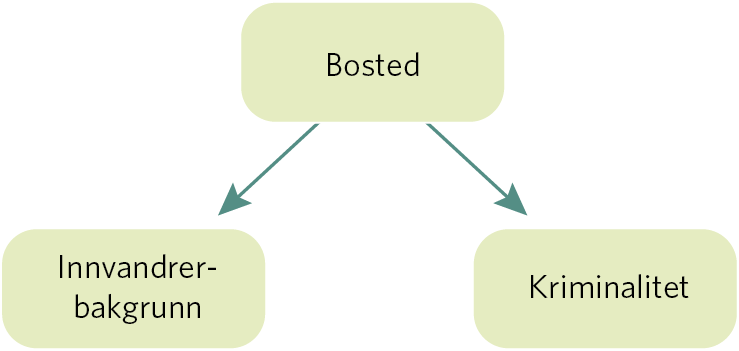 Bosted
Innvandrer-
bakgrunn
Kriminalitet